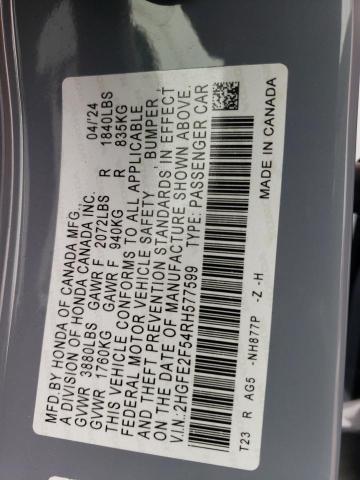 MFD.BY HONDA OF CANADA MFG.,
A DIVISION OF HONDA CANADA INC. 04/'24
GVWR 3880LBS GAWR F 2072LBS R 1840LBS
GVWR 1760KG GAWR F 940KG R 835KG
THIS VEHICLE CONFORMS TO ALL APPLICABLE
FEDERAL MOTOR VEHICLE SAFETY, BUMPER,
AND THEFT PREVENTION STANDARDS IN EFFECT
ON THE DATE OF MANUFACTURE SHOWN ABOVE.
V.I.N.:2HGFE2F54RH577599 TYPE: PASSENGER CAR
T23 R AG5 -NH877P -Z -H MADE IN CANADA